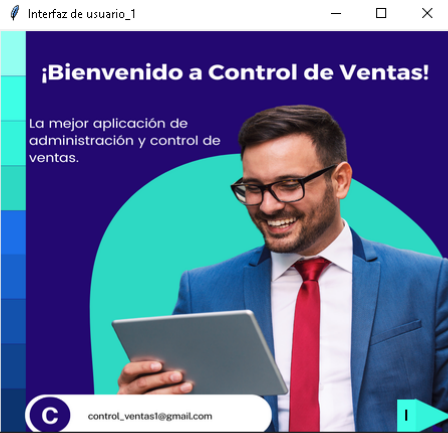 Interfaz de usuario_1
¡Bienvenido a Control de Ventas!
La mejor aplicación de
administración y control de
ventas.
C
control_ventas1@gmail.com
I